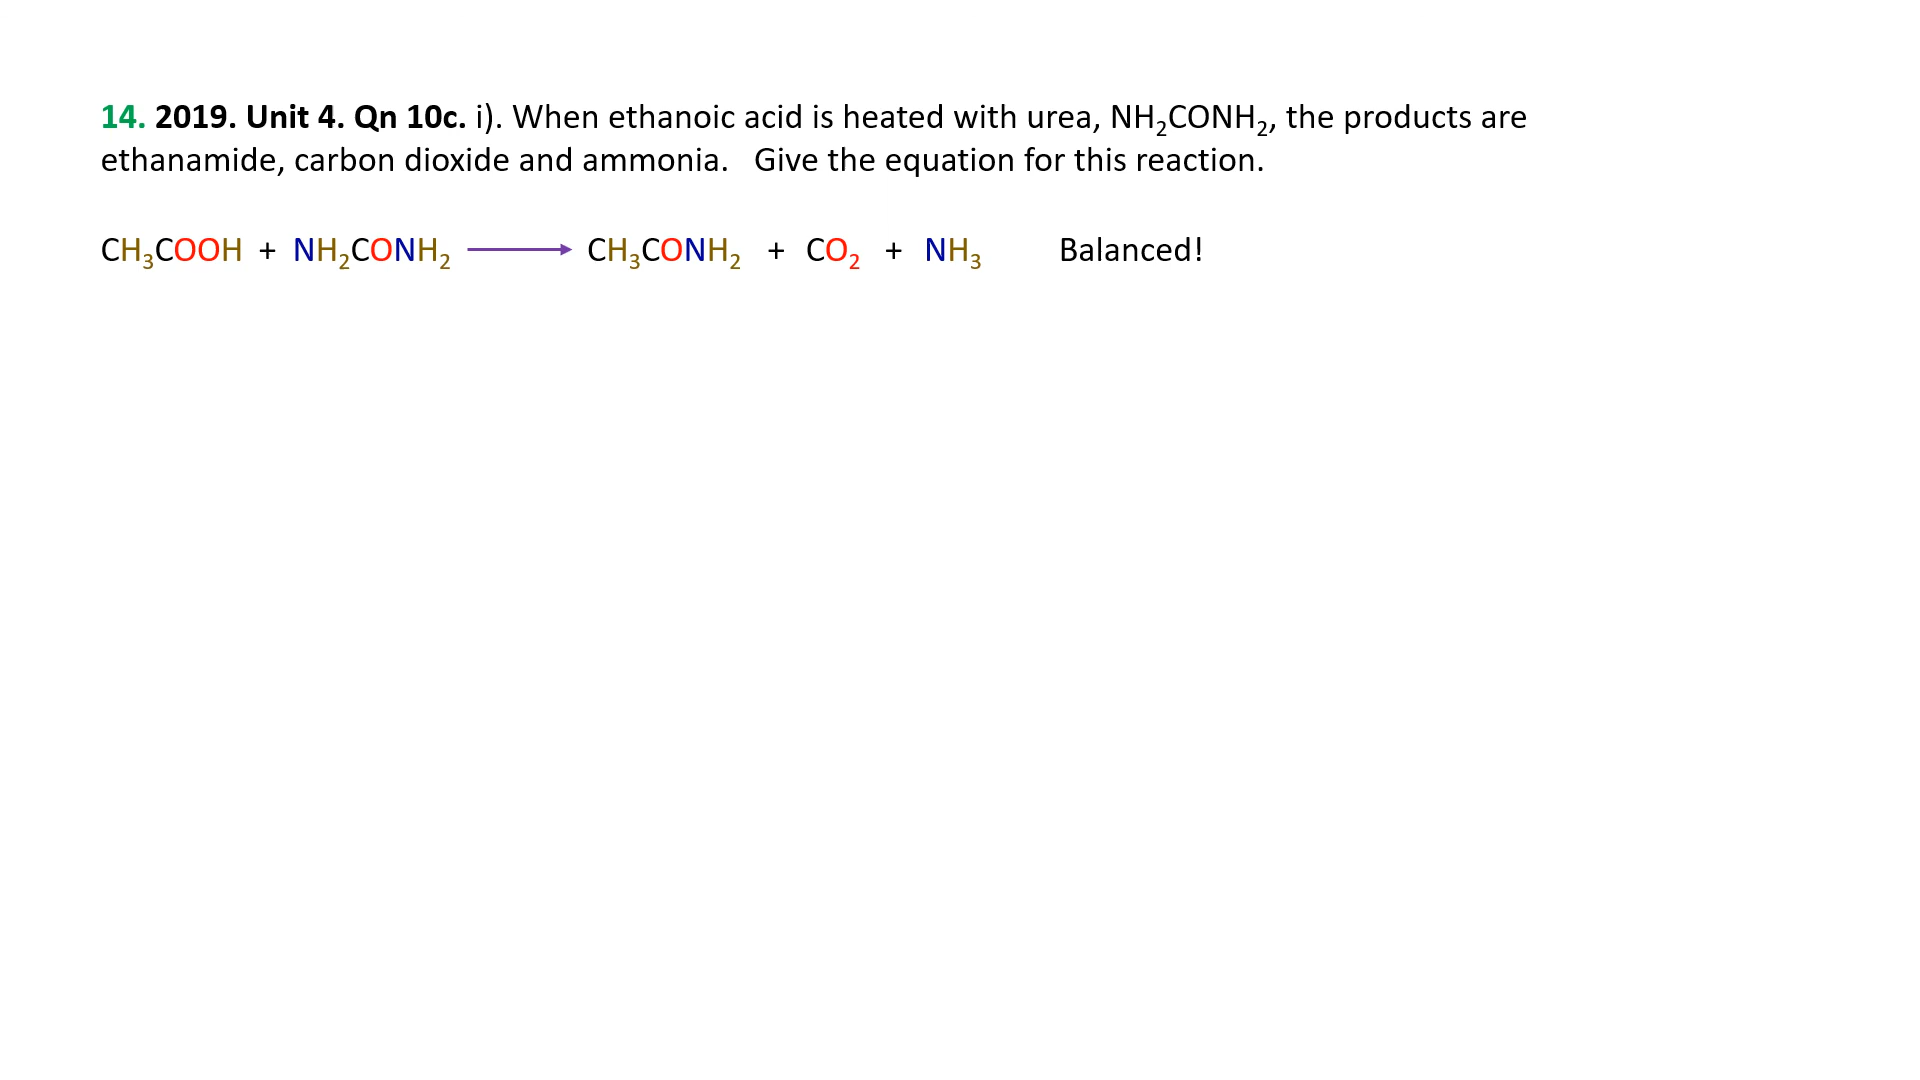 14. 2019. Unit 4. Qn 10c. i). When ethanoic acid is heated with urea, NH₂CONH₂, the products are
ethanamide, carbon dioxide and ammonia. Give the equation for this reaction.
CH₃COOH + NH₂CONH₂ ⟶ CH₃CONH₂ + CO₂ + NH₃ Balanced!